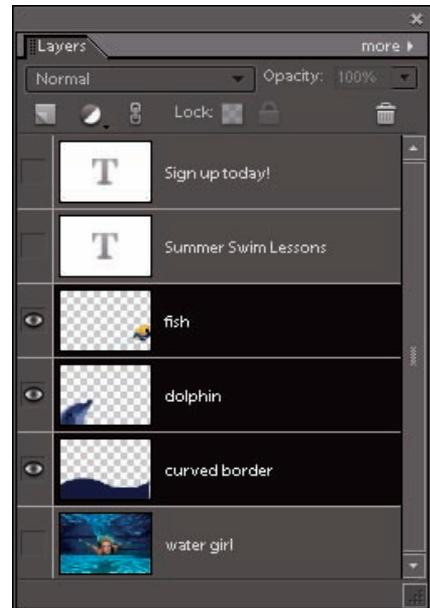 Layers more
Normal Opacity: 100%
Lock:
T Sign up today!
T Summer Swim Lessons
fish
dolphin
curved border
water girl